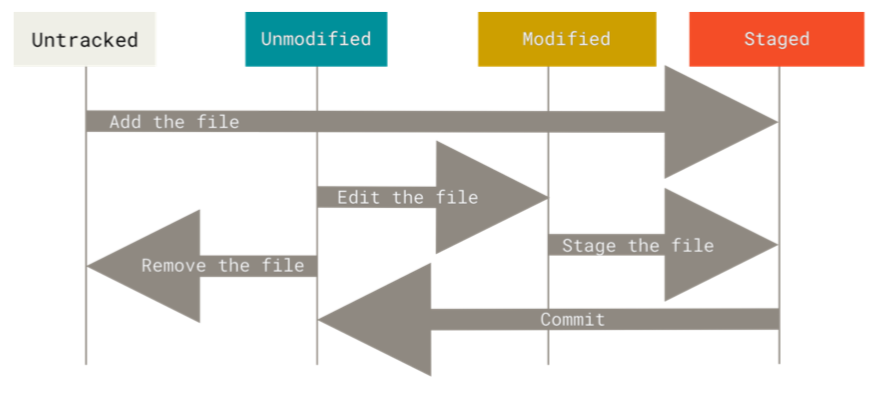 Untracked
Unmodified
Modified
Staged
Add the file
Edit the file
Stage the file
Remove the file
Commit